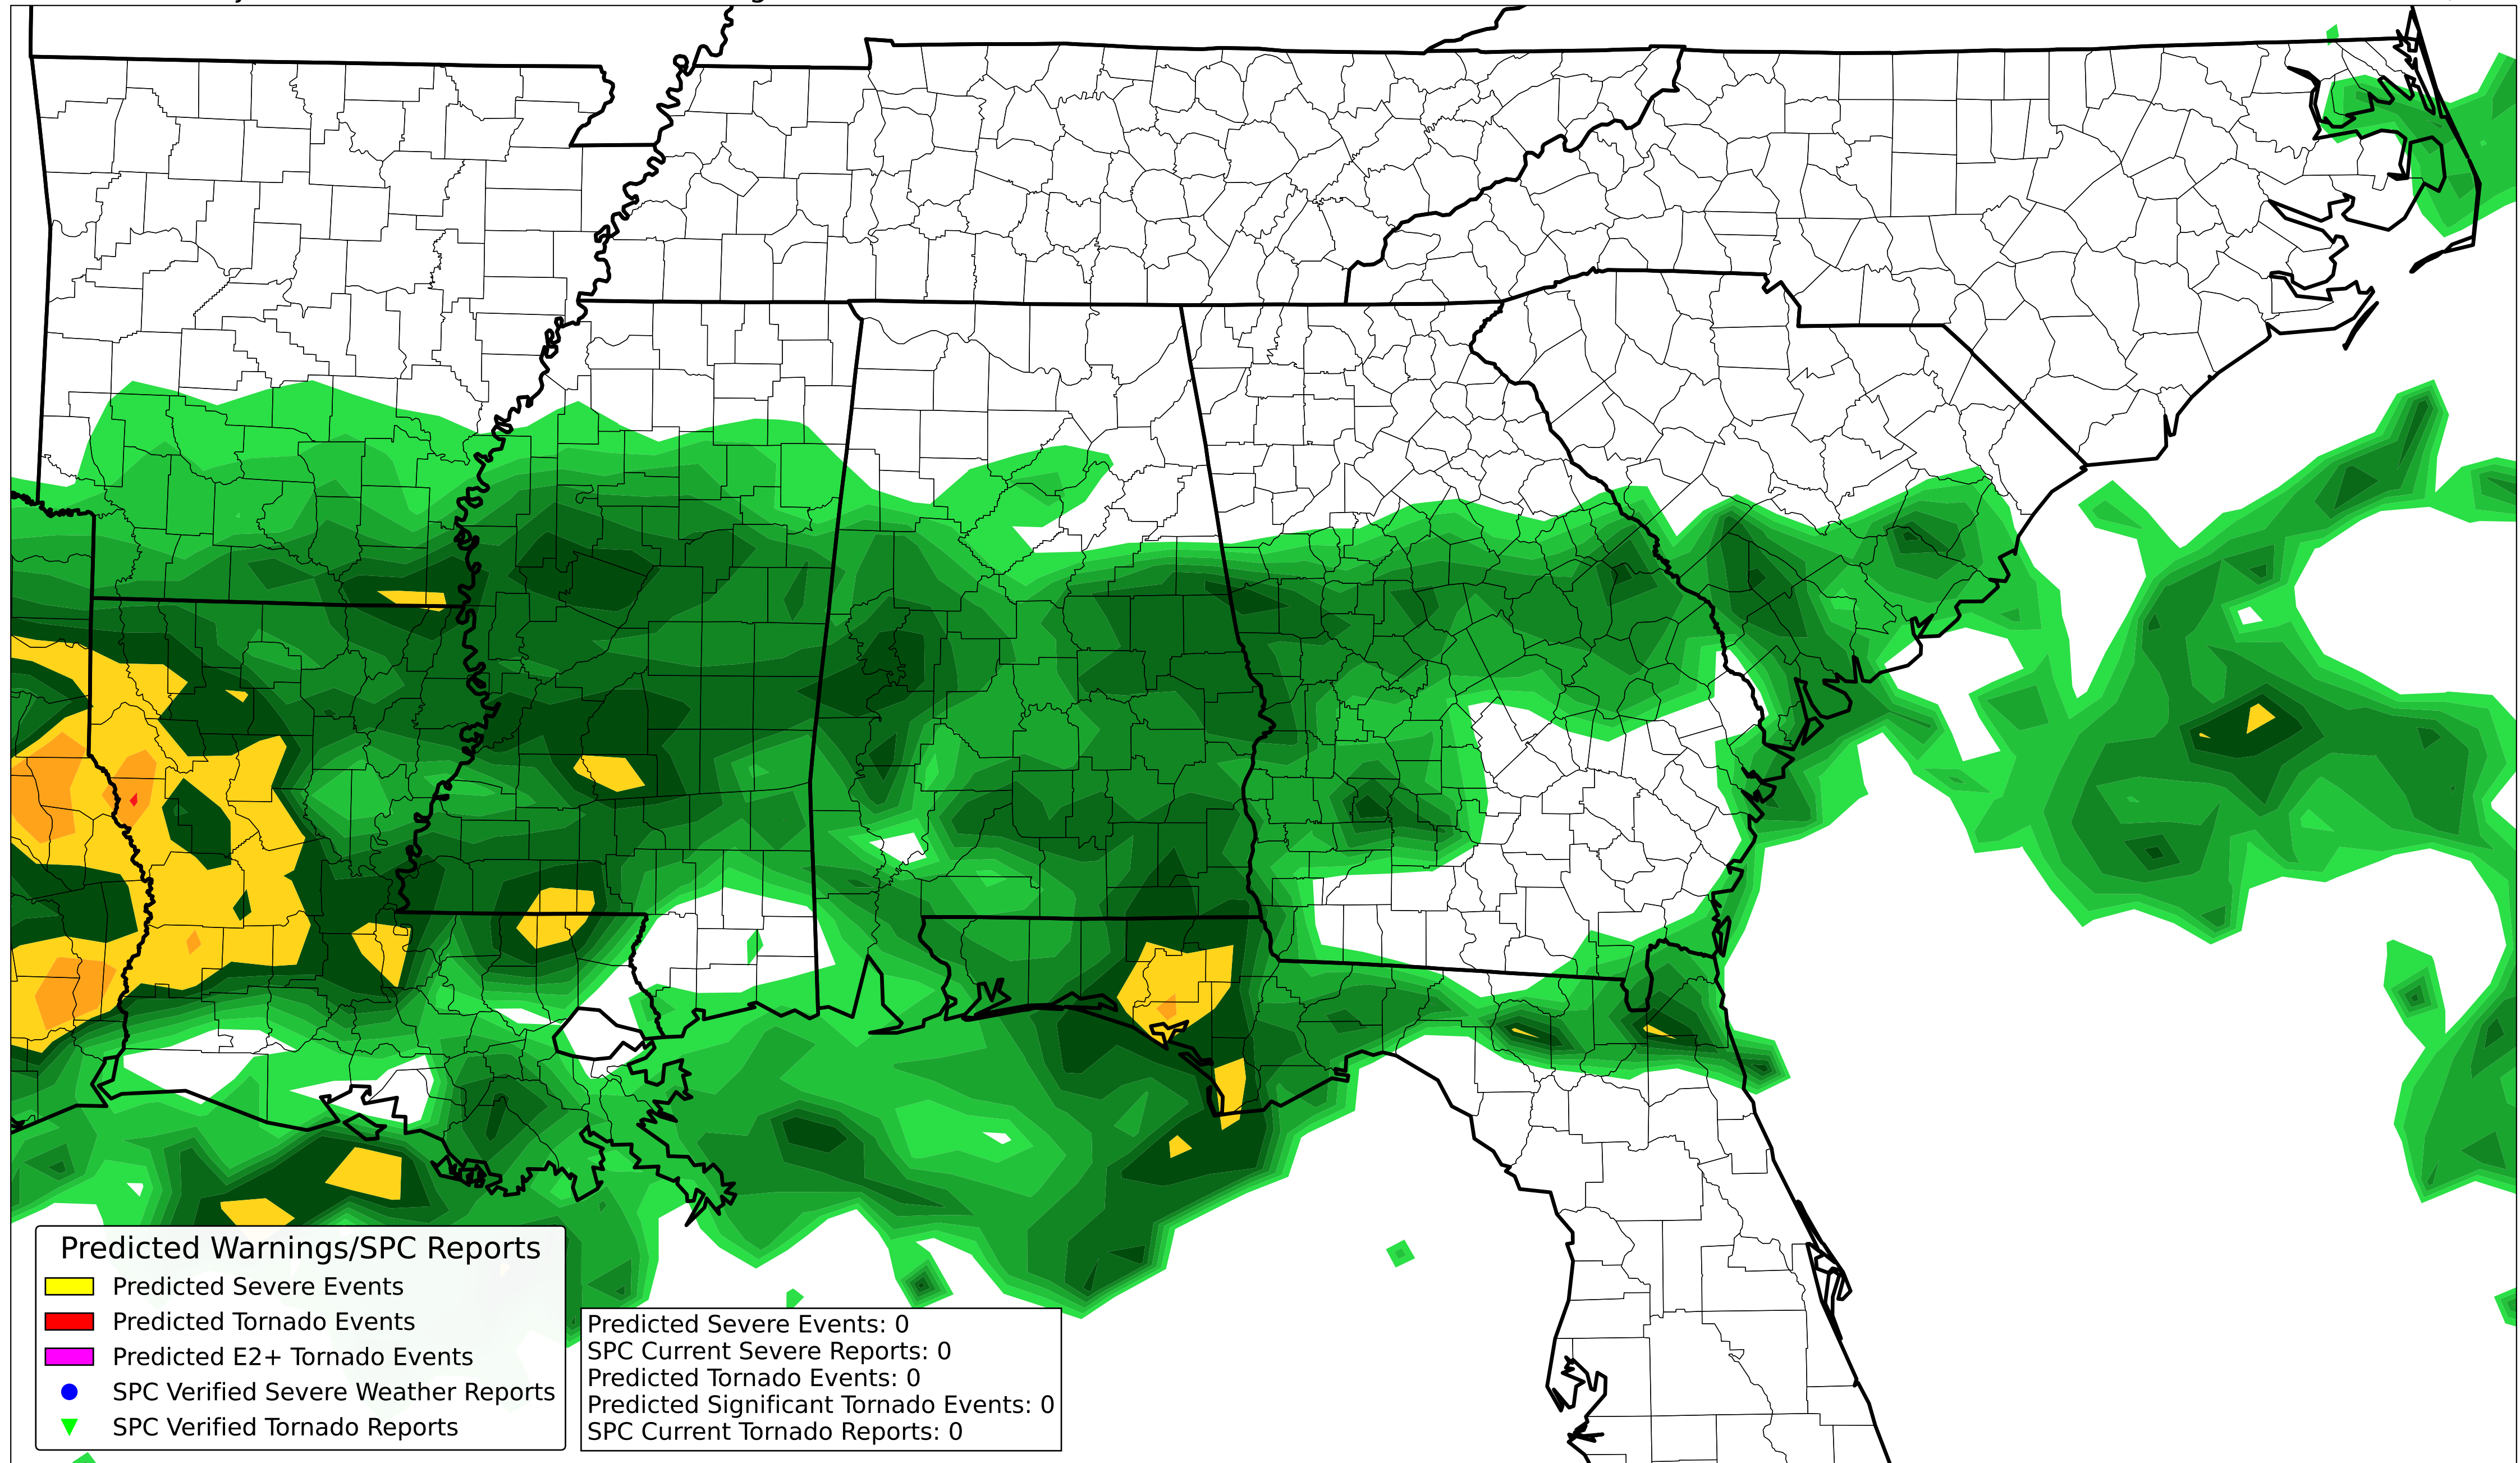 Predicted Warnings/SPC Reports
Predicted Severe Events
Predicted Tornado Events
Predicted E2+ Tornado Events
SPC Verified Severe Weather Reports
SPC Verified Tornado Reports
Predicted Severe Events: 0
SPC Current Severe Reports: 0
Predicted Tornado Events: 0
Predicted Significant Tornado Events: 0
SPC Current Tornado Reports: 0